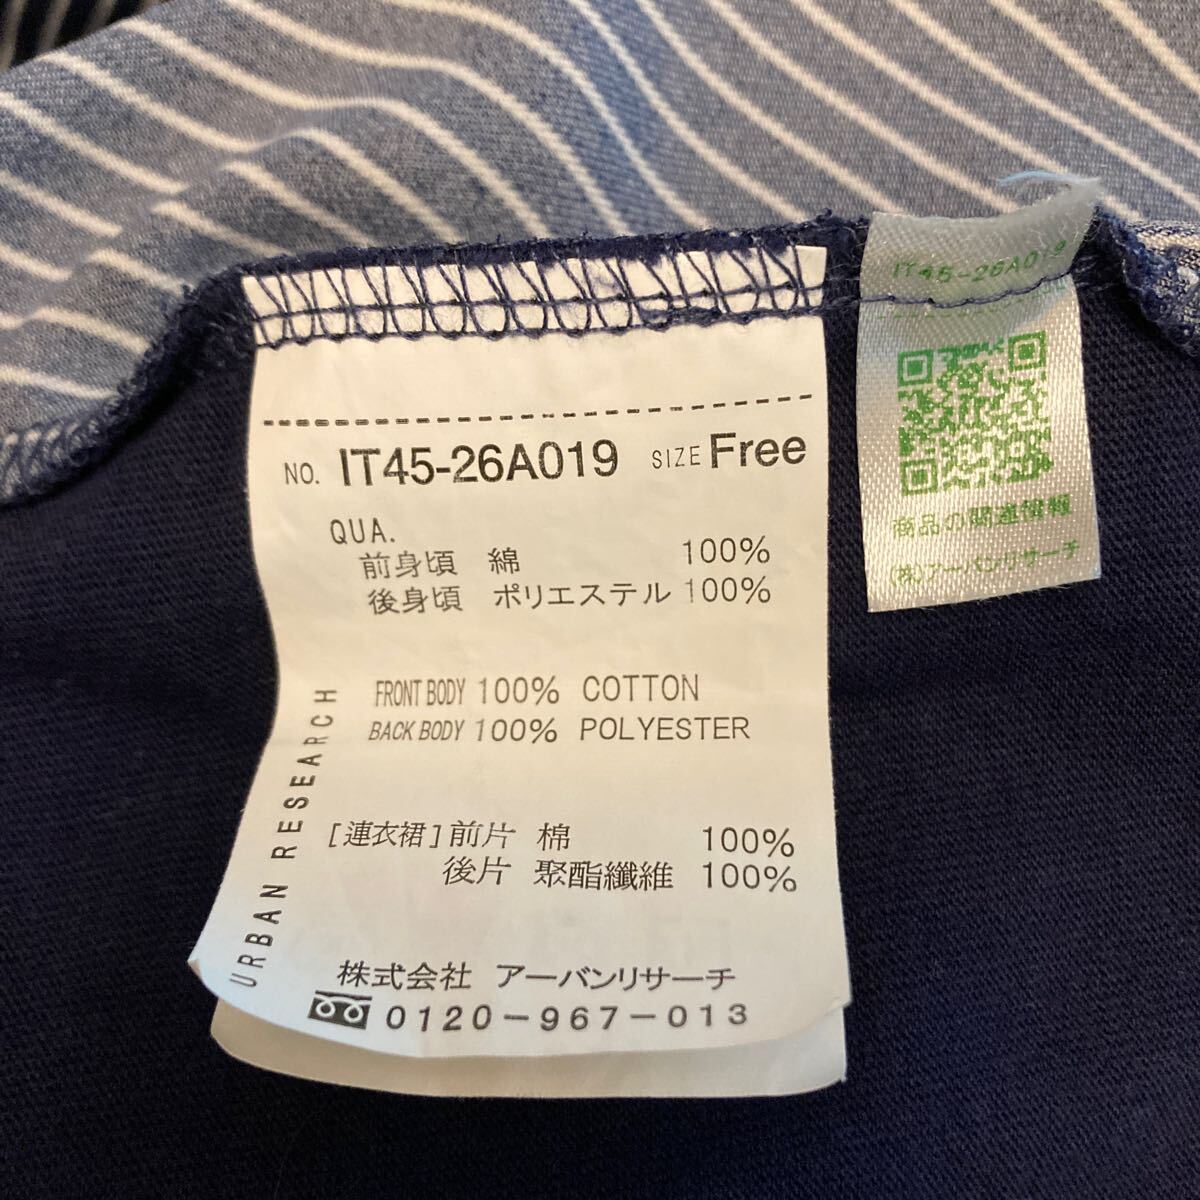 NO. IT45-26A019 SIZE Free
QUA.
前身頃 綿 100%
後身頃 ポリエステル 100%
FRONT BODY 100% COTTON
BACK BODY 100% POLYESTER
[連衣裙]前片 棉 100%
後片 聚酯纖維 100%
URBAN RESEARCH
株式会社 アーバンリサーチ
0120-967-013
IT45-26A019
商品の関連情報
(株)アーバンリサーチ